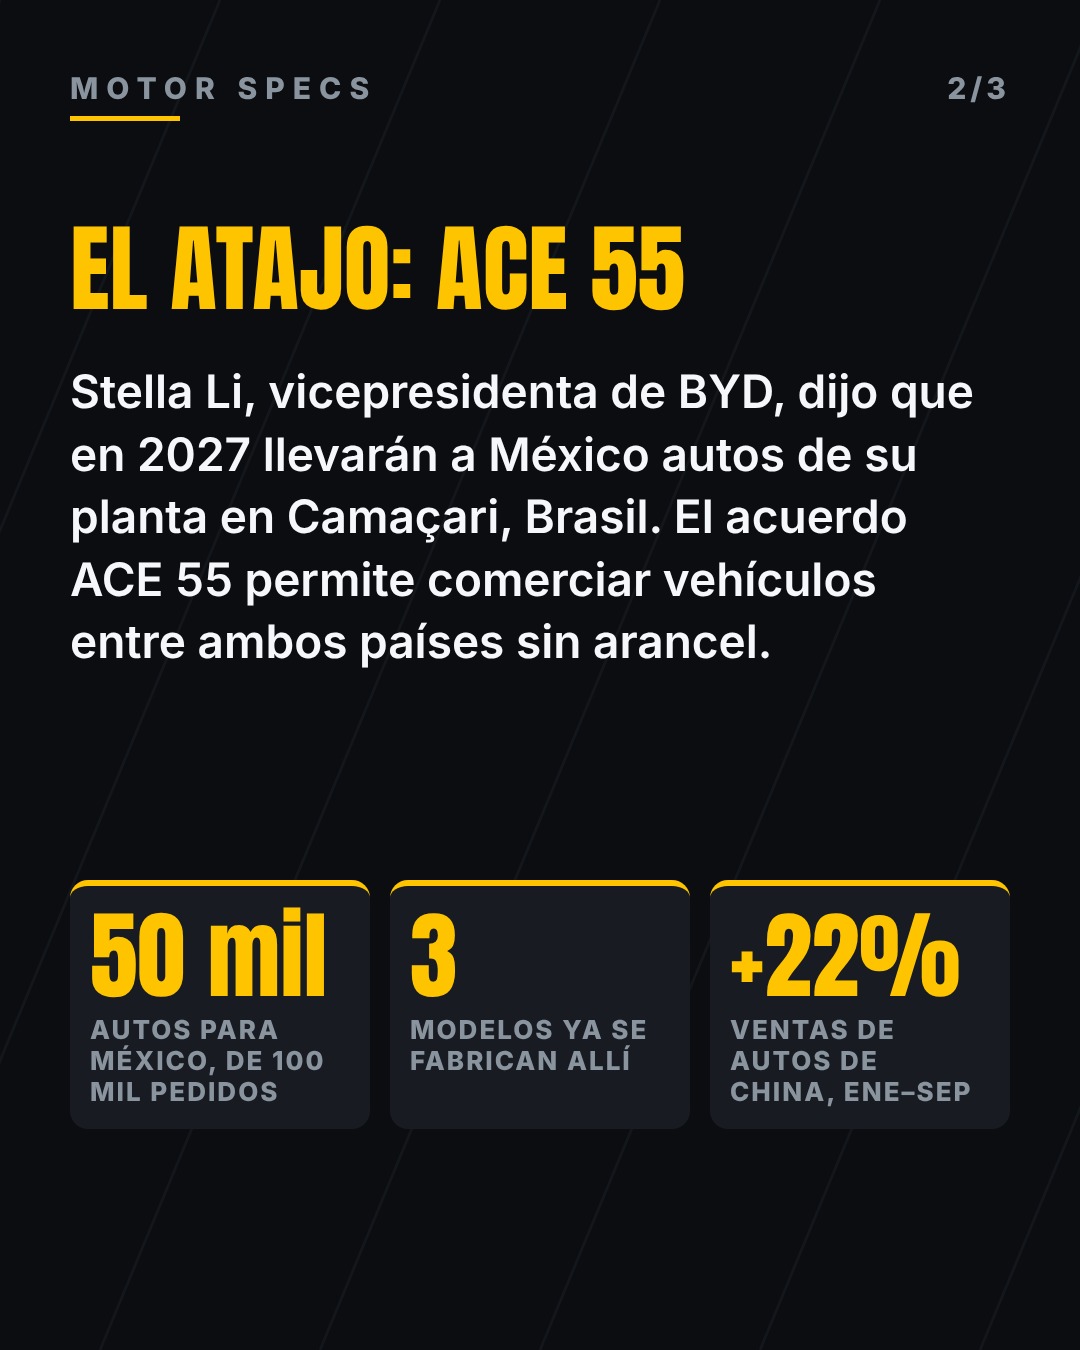 MOTOR SPECS
2/3
EL ATAJO: ACE 55
Stella Li, vicepresidenta de BYD, dijo que
en 2027 llevarán a México autos de su
planta en Camaçari, Brasil. El acuerdo
ACE 55 permite comerciar vehículos
entre ambos países sin arancel.
50 mil
AUTOS PARA
MÉXICO, DE 100
MIL PEDIDOS
3
MODELOS YA SE
FABRICAN ALLÍ
+22%
VENTAS DE
AUTOS DE
CHINA, ENE–SEP